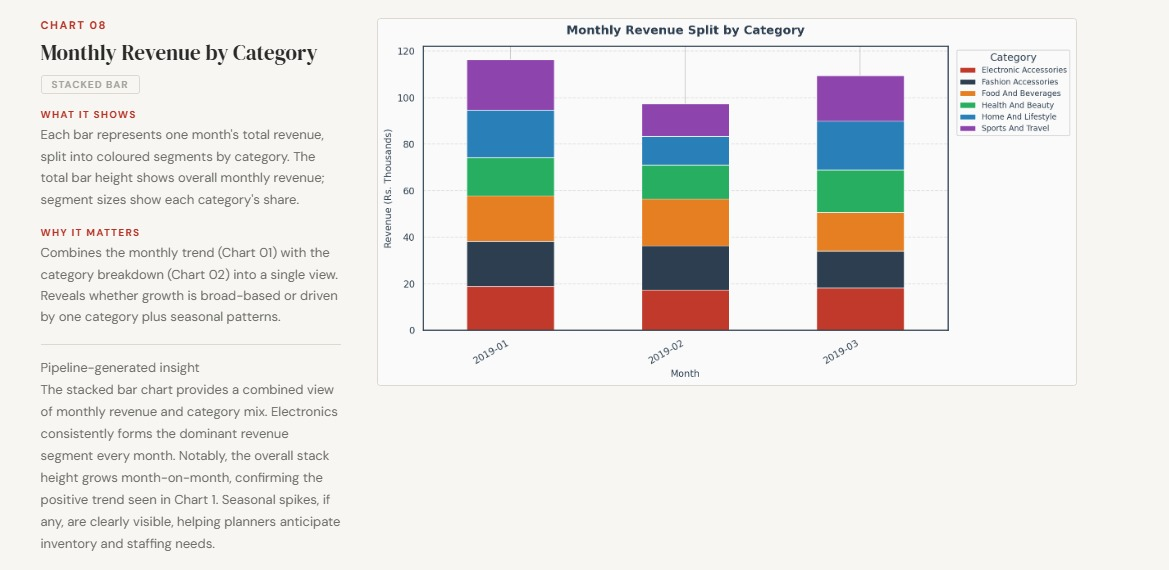 CHART 08
Monthly Revenue by Category
STACKED BAR
WHAT IT SHOWS
Each bar represents one month's total revenue,
split into coloured segments by category. The
total bar height shows overall monthly revenue;
segment sizes show each category's share.
WHY IT MATTERS
Combines the monthly trend (Chart 01) with the
category breakdown (Chart 02) into a single view.
Reveals whether growth is broad-based or driven
by one category plus seasonal patterns.
Pipeline-generated insight
The stacked bar chart provides a combined view
of monthly revenue and category mix. Electronics
consistently forms the dominant revenue
segment every month. Notably, the overall stack
height grows month-on-month, confirming the
positive trend seen in Chart 1. Seasonal spikes, if
any, are clearly visible, helping planners anticipate
inventory and staffing needs.
Monthly Revenue Split by Category
Revenue (Rs. Thousands)
120
100
80
60
40
20
0
2019-01
2019-02
2019-03
Month
Category
Electronic Accessories
Fashion Accessories
Food And Beverages
Health And Beauty
Home And Lifestyle
Sports And Travel